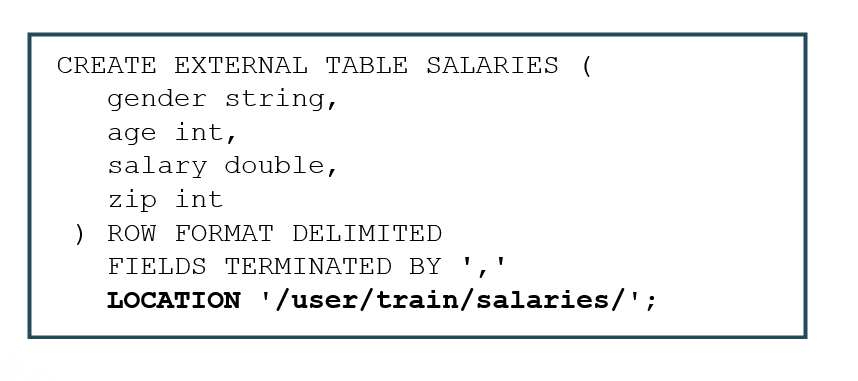 CREATE EXTERNAL TABLE SALARIES (
gender string,
age int,
salary double,
zip int
) ROW FORMAT DELIMITED
FIELDS TERMINATED BY ','
LOCATION '/user/train/salaries/';